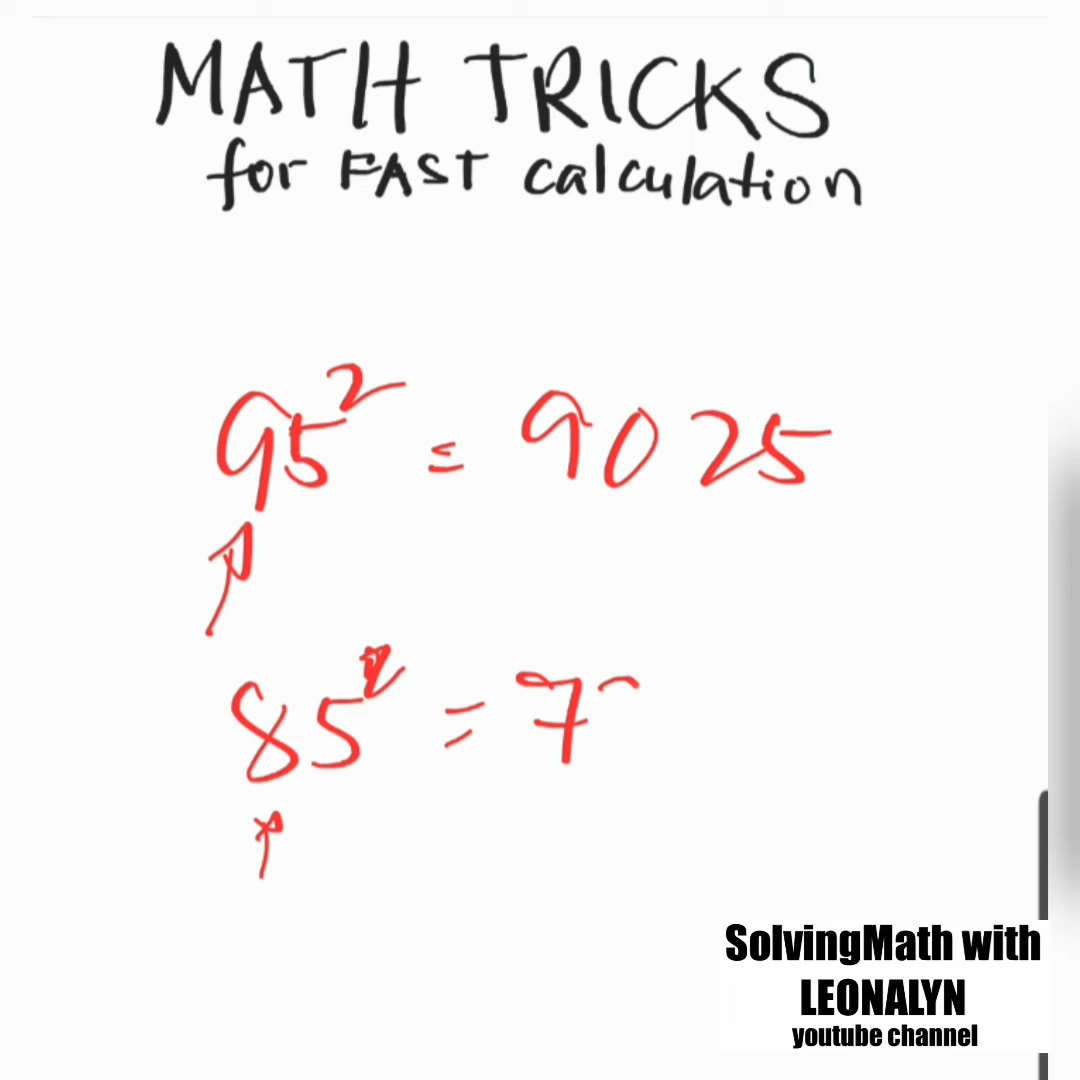 MATH TRICKS
for FAST calculation
95² = 9025
85² = 7
SolvingMath with
LEONALYN
youtube channel